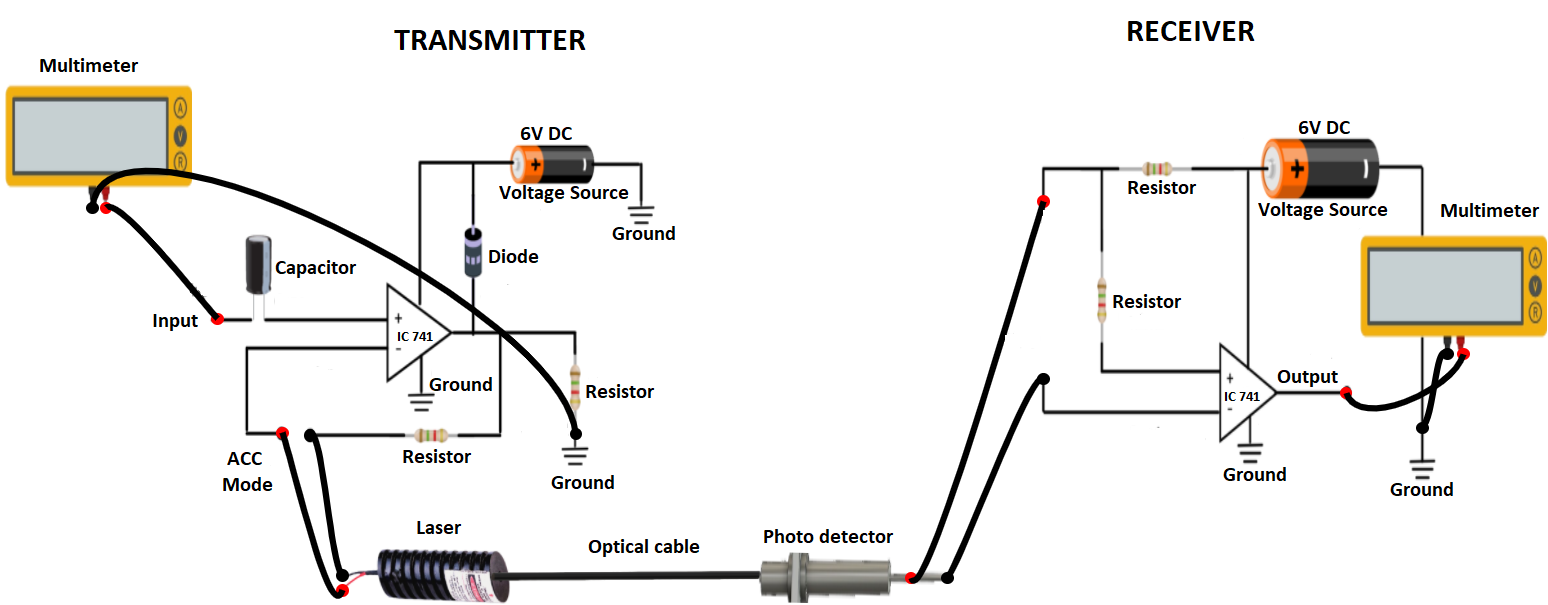 TRANSMITTER
RECEIVER
Multimeter
A
V
R
6V DC
+
Voltage Source
Ground
Capacitor
Diode
Input
+
IC 741
-
Ground
Resistor
Resistor
Ground
ACC
Mode
Laser
Optical cable
Photo detector
6V DC
+
Voltage Source
Resistor
Resistor
Multimeter
A
V
R
+
IC 741
-
Output
Ground
Ground